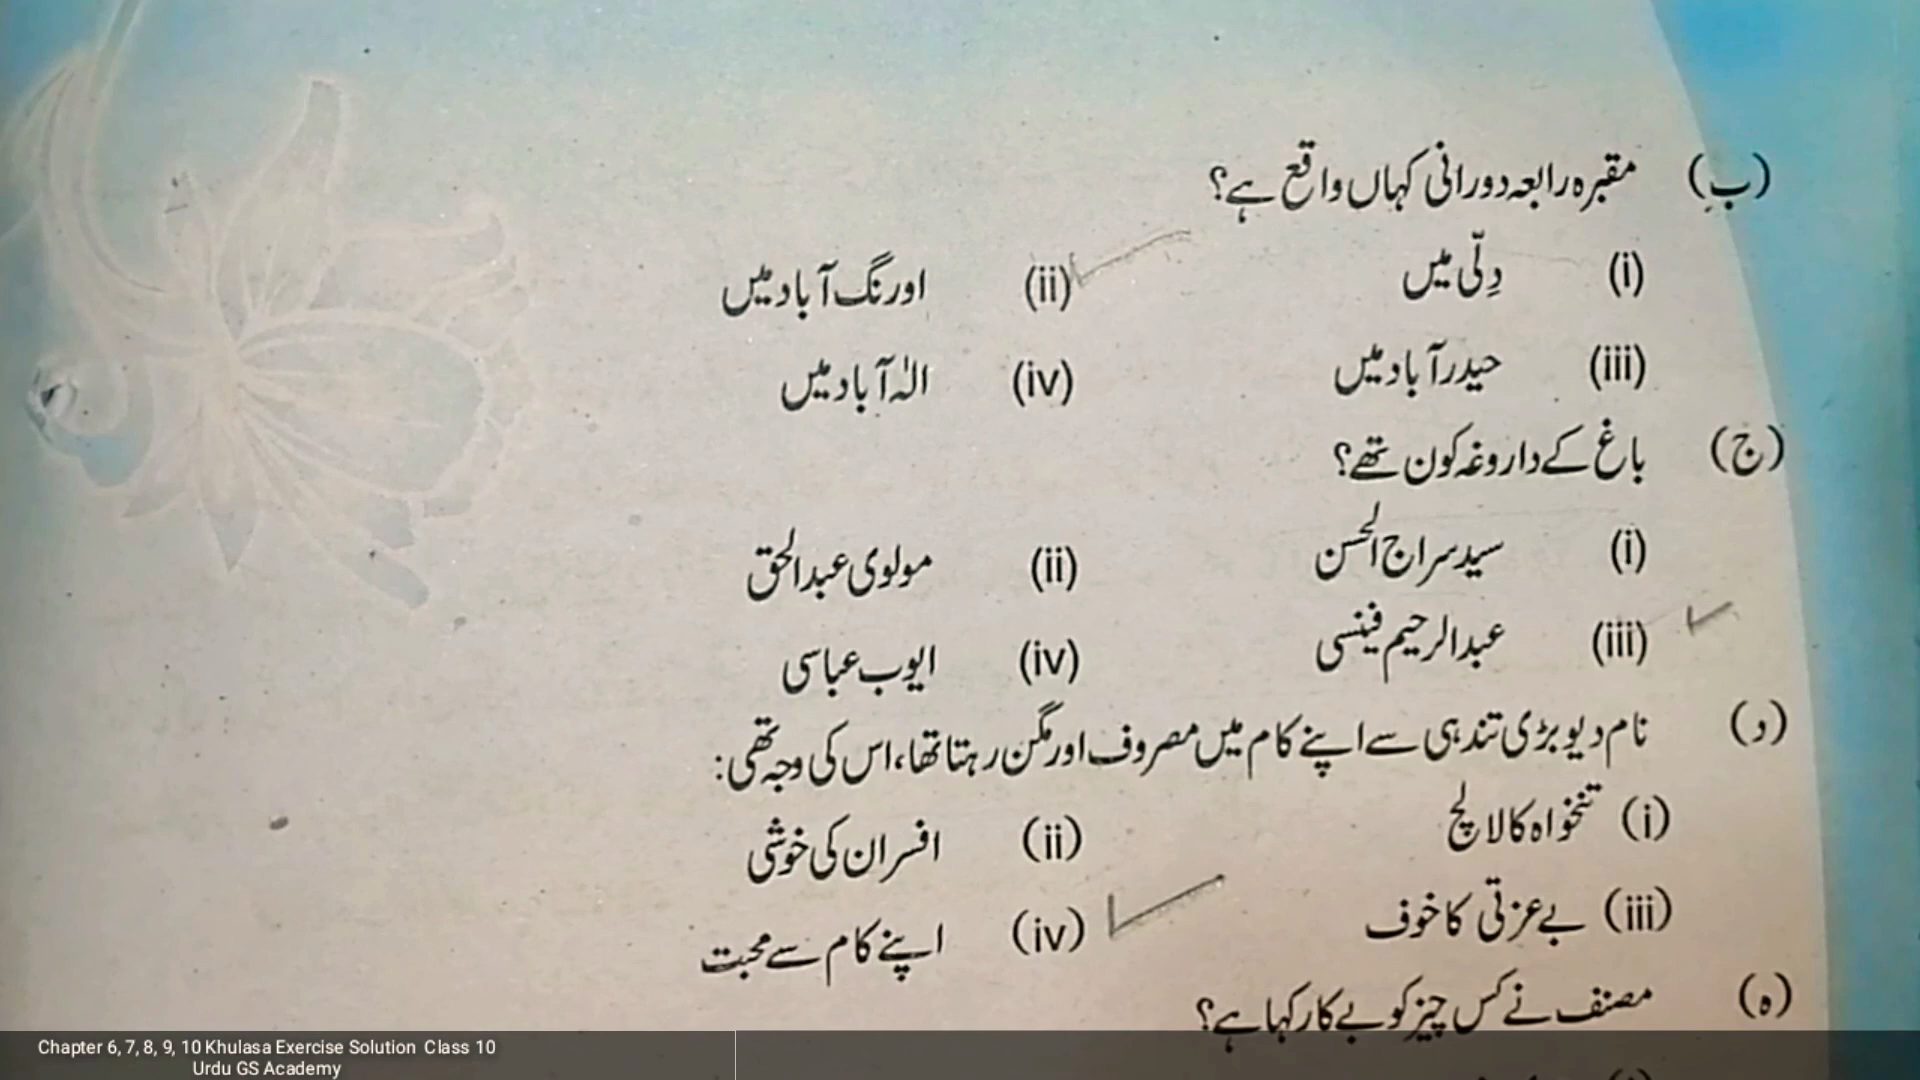 (ب) مقبرہ رابعہ دورانی کہاں واقع ہے؟
(i) دِلّی میں (ii) اورنگ آباد میں
(iii) حیدر آباد میں (iv) الٰہ آباد میں
(ج) باغ کے داروغہ کون تھے؟
(i) سید سراج الحسن (ii) مولوی عبدالحق
(iii) عبدالرحیم فینسی (iv) ایوب عباسی
(د) نام دیو بڑی تندہی سے اپنے کام میں مصروف اور مگن رہتا تھا، اس کی وجہ تھی:
(i) تنخواہ کا لالچ (ii) افسران کی خوشی
(iii) بے عزتی کا خوف (iv) اپنے کام سے محبت
(ہ) مصنف نے کس چیز کو بے کار کہا ہے؟
Chapter 6, 7, 8, 9, 10 Khulasa Exercise Solution Class 10
Urdu GS Academy